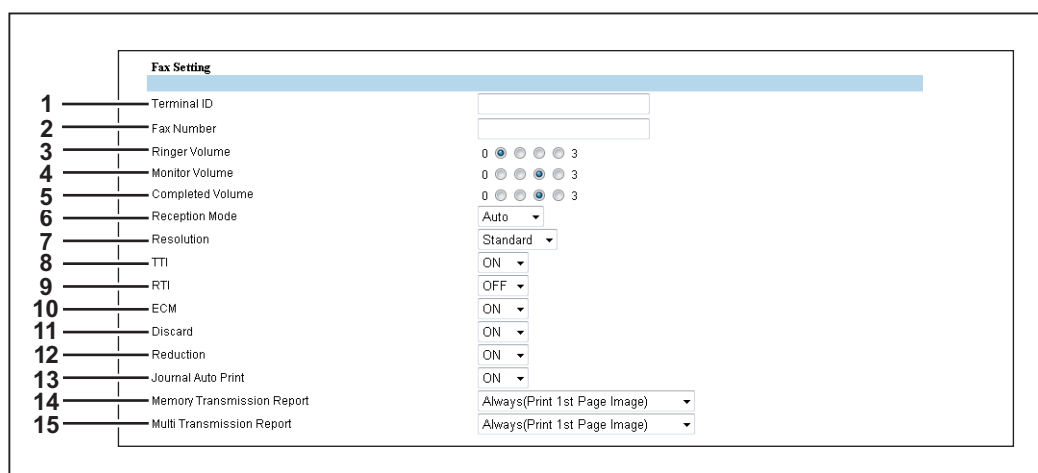 Fax Setting
1 Terminal ID
2 Fax Number
3 Ringer Volume 0 3
4 Monitor Volume 0 3
5 Completed Volume 0 3
6 Reception Mode Auto
7 Resolution Standard
8 TTI ON
9 RTI OFF
10 ECM ON
11 Discard ON
12 Reduction ON
13 Journal Auto Print ON
14 Memory Transmission Report Always(Print 1st Page Image)
15 Multi Transmission Report Always(Print 1st Page Image)